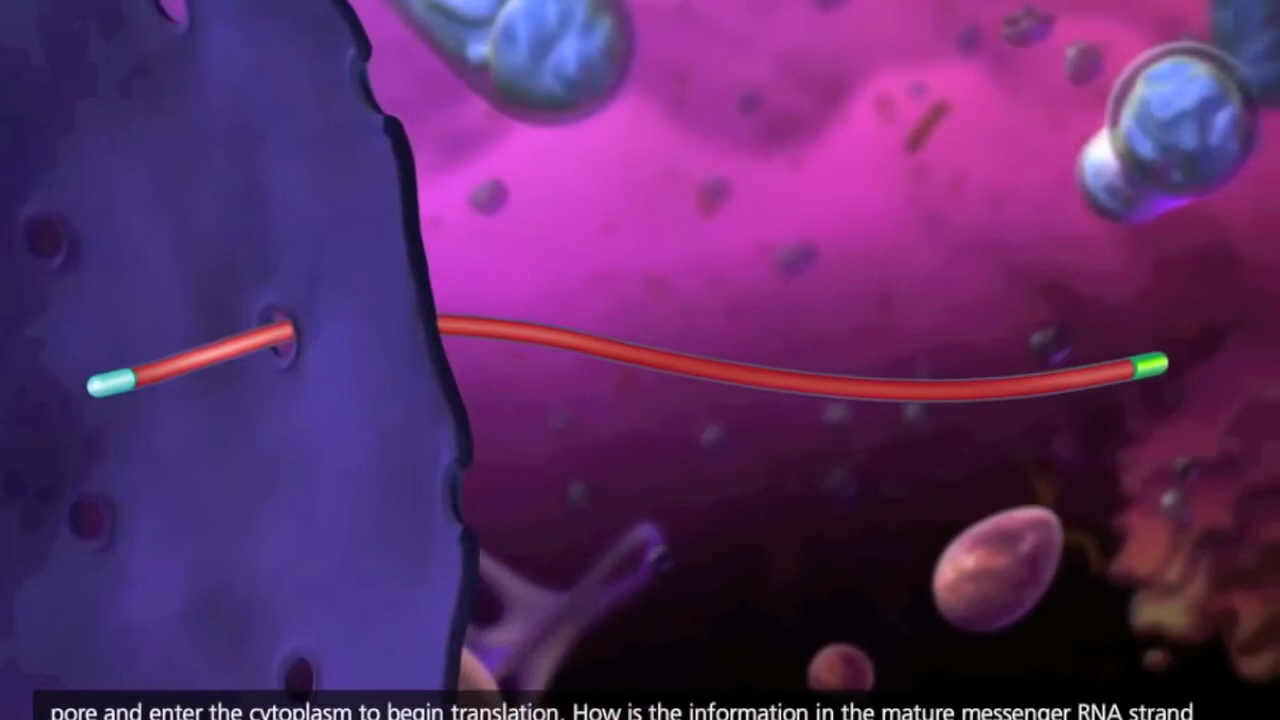 pore and enter the cytoplasm to begin translation. How is the information in the mature messenger RNA strand